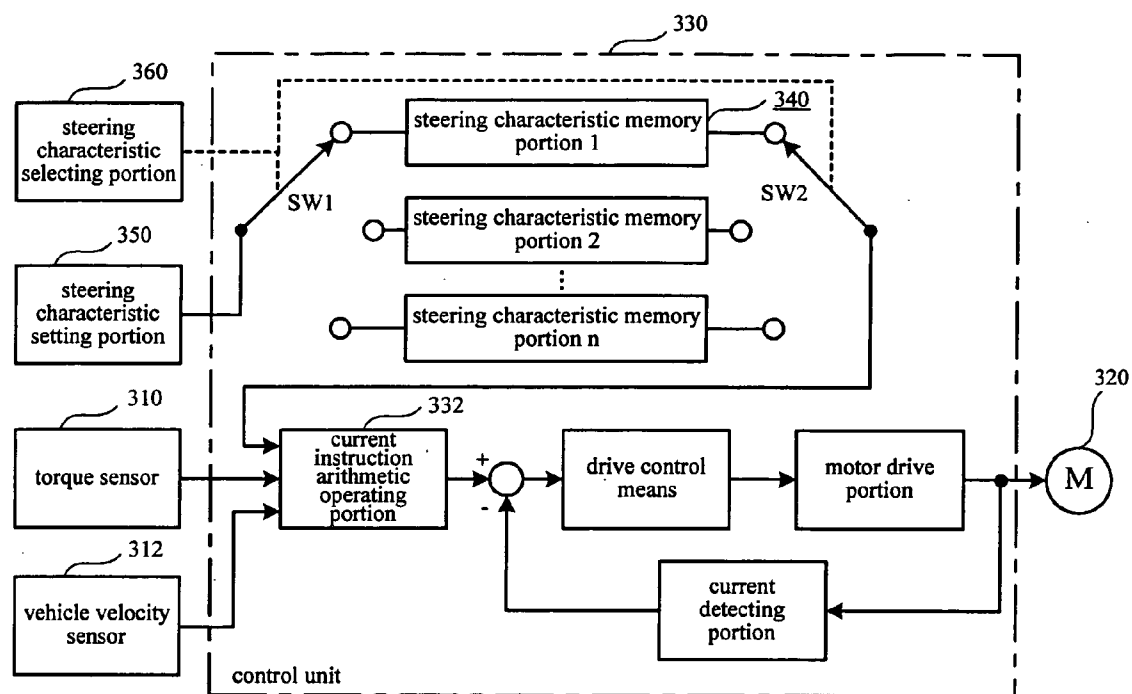 330
360
steering
characteristic
selecting portion
SW1
steering characteristic memory
portion 1
340
SW2
steering characteristic memory
portion 2
350
steering
characteristic
setting portion
steering characteristic memory
portion n
310
torque sensor
332
current
instruction
arithmetic
operating
portion
+
-
drive control
means
motor drive
portion
320
M
312
vehicle velocity
sensor
current
detecting
portion
control unit